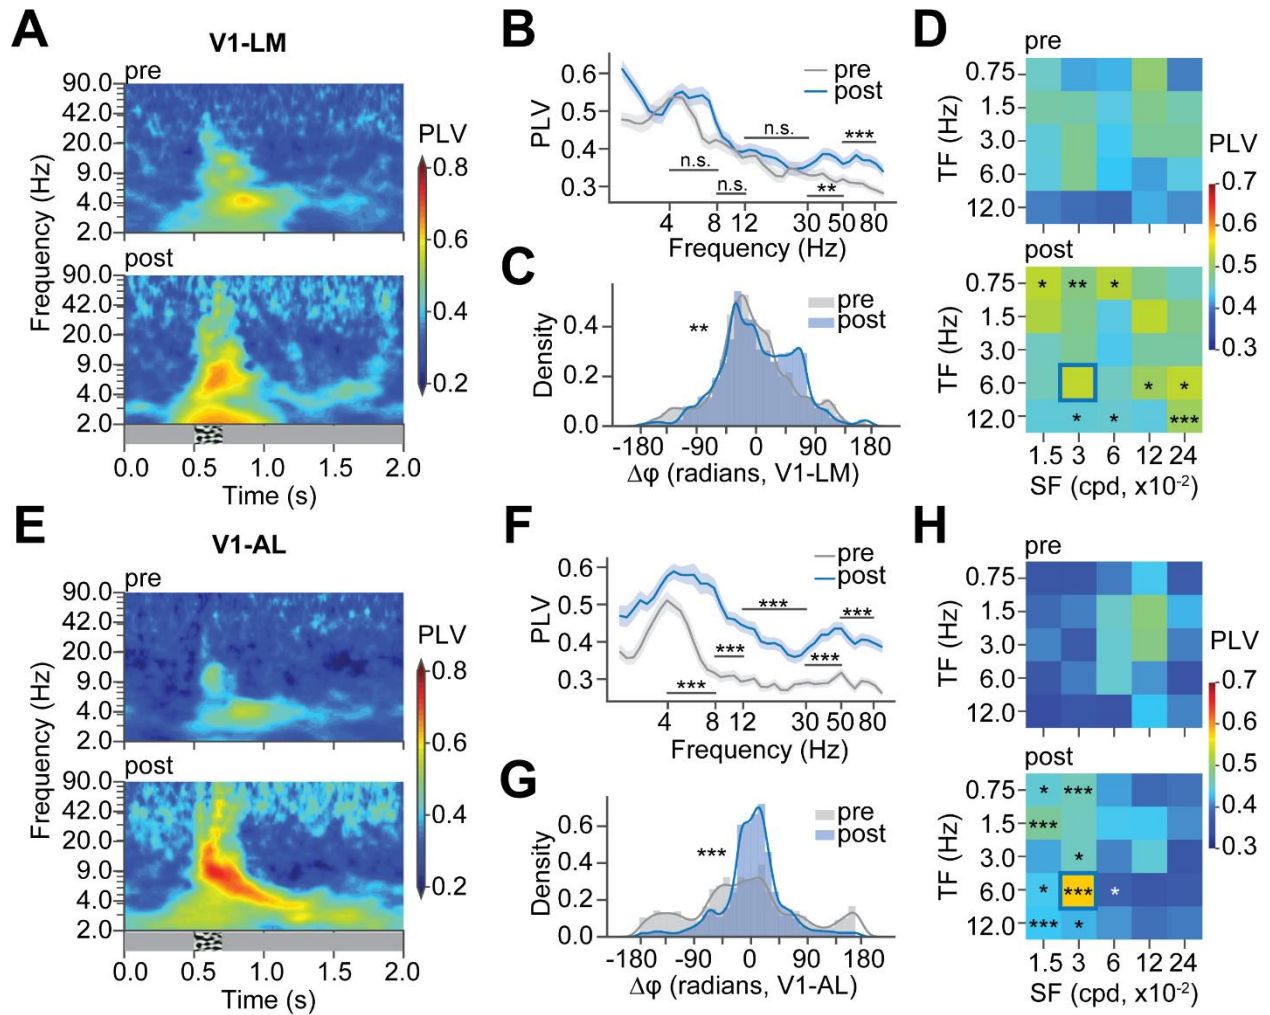 A
V1-LM
pre
90.0
42.0
20.0
9.0
4.0
2.0
post
90.0
42.0
20.0
9.0
4.0
2.0
Frequency (Hz)
0.0 0.5 1.0 1.5 2.0
Time (s)
PLV
0.8
0.6
0.4
0.2
B
pre
post
PLV
0.6
0.5
0.4
0.3
n.s.
n.s.
n.s.
**
***
4 8 12 30 50 80
Frequency (Hz)
C
pre
post
Density
0.4
0.2
0.0
**
-180 -90 0 90 180
Δφ (radians, V1-LM)
D
pre
TF (Hz)
0.75
1.5
3.0
6.0
12.0
post
TF (Hz)
0.75
1.5
3.0
6.0
12.0
* ** *
* *
* * ***
1.5 3 6 12 24
SF (cpd, x10-2)
PLV
0.7
0.6
0.5
0.4
0.3
E
V1-AL
pre
90.0
42.0
20.0
9.0
4.0
2.0
post
90.0
42.0
20.0
9.0
4.0
2.0
Frequency (Hz)
0.0 0.5 1.0 1.5 2.0
Time (s)
PLV
0.8
0.6
0.4
0.2
F
pre
post
PLV
0.6
0.5
0.4
0.3
***
***
***
***
***
4 8 12 30 50 80
Frequency (Hz)
G
pre
post
Density
0.6
0.4
0.2
0.0
***
-180 -90 0 90 180
Δφ (radians, V1-AL)
H
pre
TF (Hz)
0.75
1.5
3.0
6.0
12.0
post
TF (Hz)
0.75
1.5
3.0
6.0
12.0
* ***
***
*
* *** *
*** *
1.5 3 6 12 24
SF (cpd, x10-2)
PLV
0.7
0.6
0.5
0.4
0.3